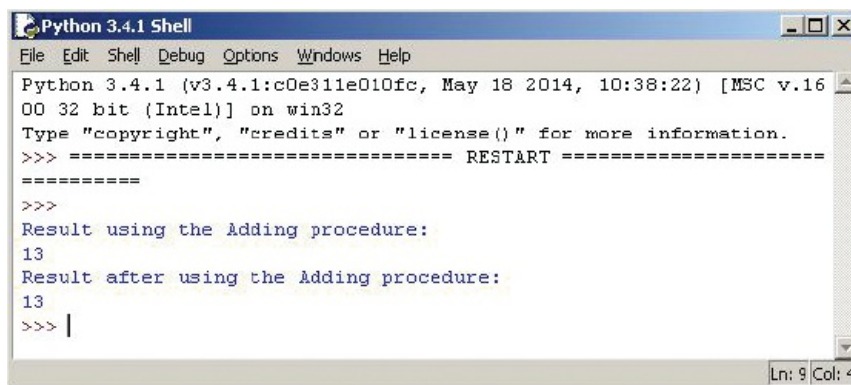 Python 3.4.1 Shell
File Edit Shell Debug Options Windows Help
Python 3.4.1 (v3.4.1:c0e311e010fc, May 18 2014, 10:38:22) [MSC v.16
00 32 bit (Intel)] on win32
Type "copyright", "credits" or "license()" for more information.
>>> ================================ RESTART ======================
==========
>>>
Result using the Adding procedure:
13
Result after using the Adding procedure:
13
>>>
Ln: 9 Col: 4